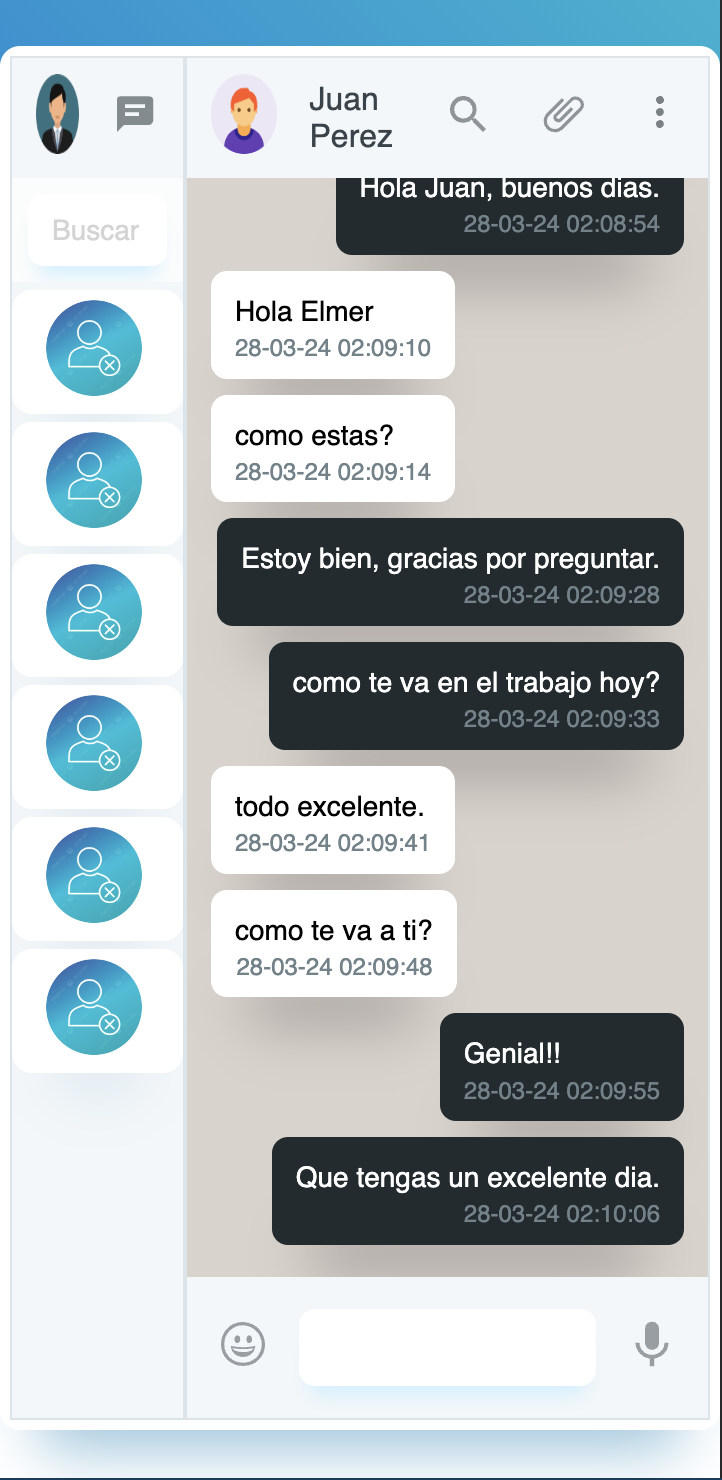 Juan
Perez
Buscar
Hola Juan, buenos dias.
28-03-24 02:08:54
Hola Elmer
28-03-24 02:09:10
como estas?
28-03-24 02:09:14
Estoy bien, gracias por preguntar.
28-03-24 02:09:28
como te va en el trabajo hoy?
28-03-24 02:09:33
todo excelente.
28-03-24 02:09:41
como te va a ti?
28-03-24 02:09:48
Genial!!
28-03-24 02:09:55
Que tengas un excelente dia.
28-03-24 02:10:06